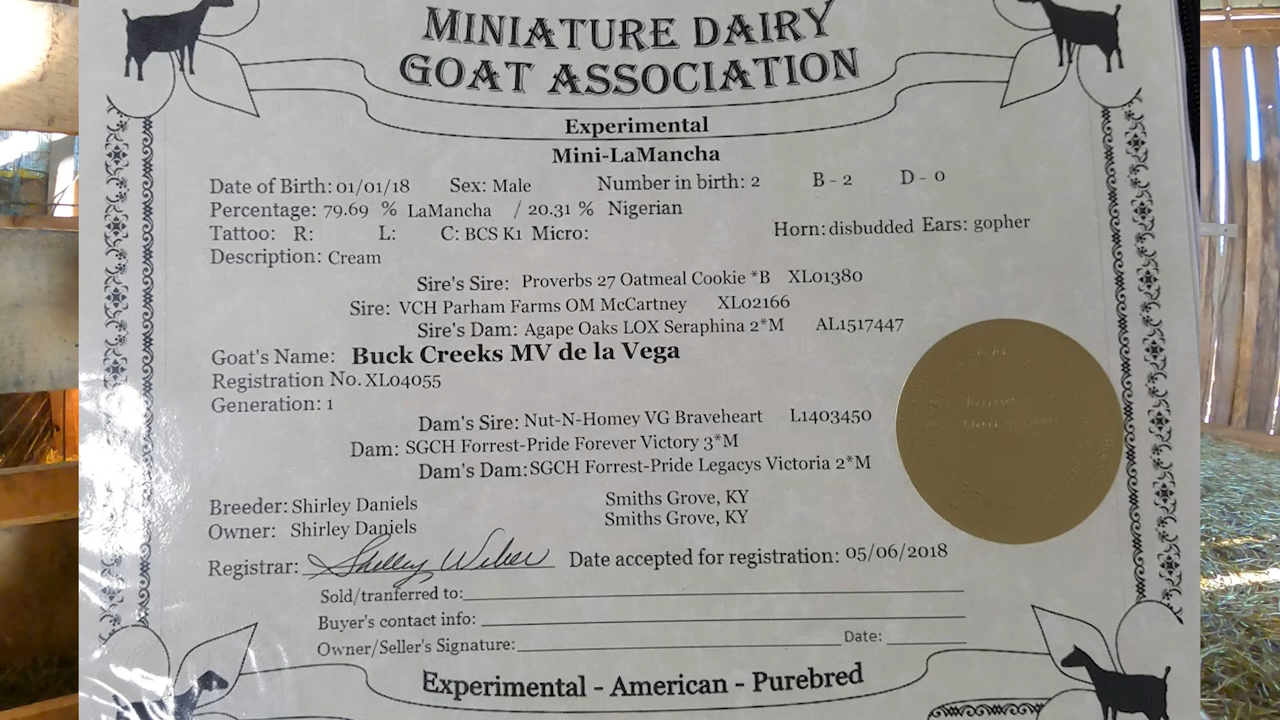 MINIATURE DAIRY
GOAT ASSOCIATION
Experimental
Mini-LaMancha
Date of Birth: 01/01/18 Sex: Male Number in birth: 2 B - 2 D - 0
Percentage: 79.69 % LaMancha / 20.31 % Nigerian
Tattoo: R: L: C: BCS K1 Micro: Horn: disbudded Ears: gopher
Description: Cream
Sire's Sire: Proverbs 27 Oatmeal Cookie *B XL01380
Sire: VCH Parham Farms OM McCartney XL02166
Sire's Dam: Agape Oaks LOX Seraphina 2*M AL1517447
Goat's Name: Buck Creeks MV de la Vega
Registration No. XL04055
Generation: 1
Dam's Sire: Nut-N-Homey VG Braveheart L1403450
Dam: SGCH Forrest-Pride Forever Victory 3*M
Dam's Dam: SGCH Forrest-Pride Legacys Victoria 2*M
Breeder: Shirley Daniels Smiths Grove, KY
Owner: Shirley Daniels Smiths Grove, KY
Registrar: Date accepted for registration: 05/06/2018
Sold/tranferred to:
Buyer's contact info:
Owner/Seller's Signature: Date:
Experimental - American - Purebred